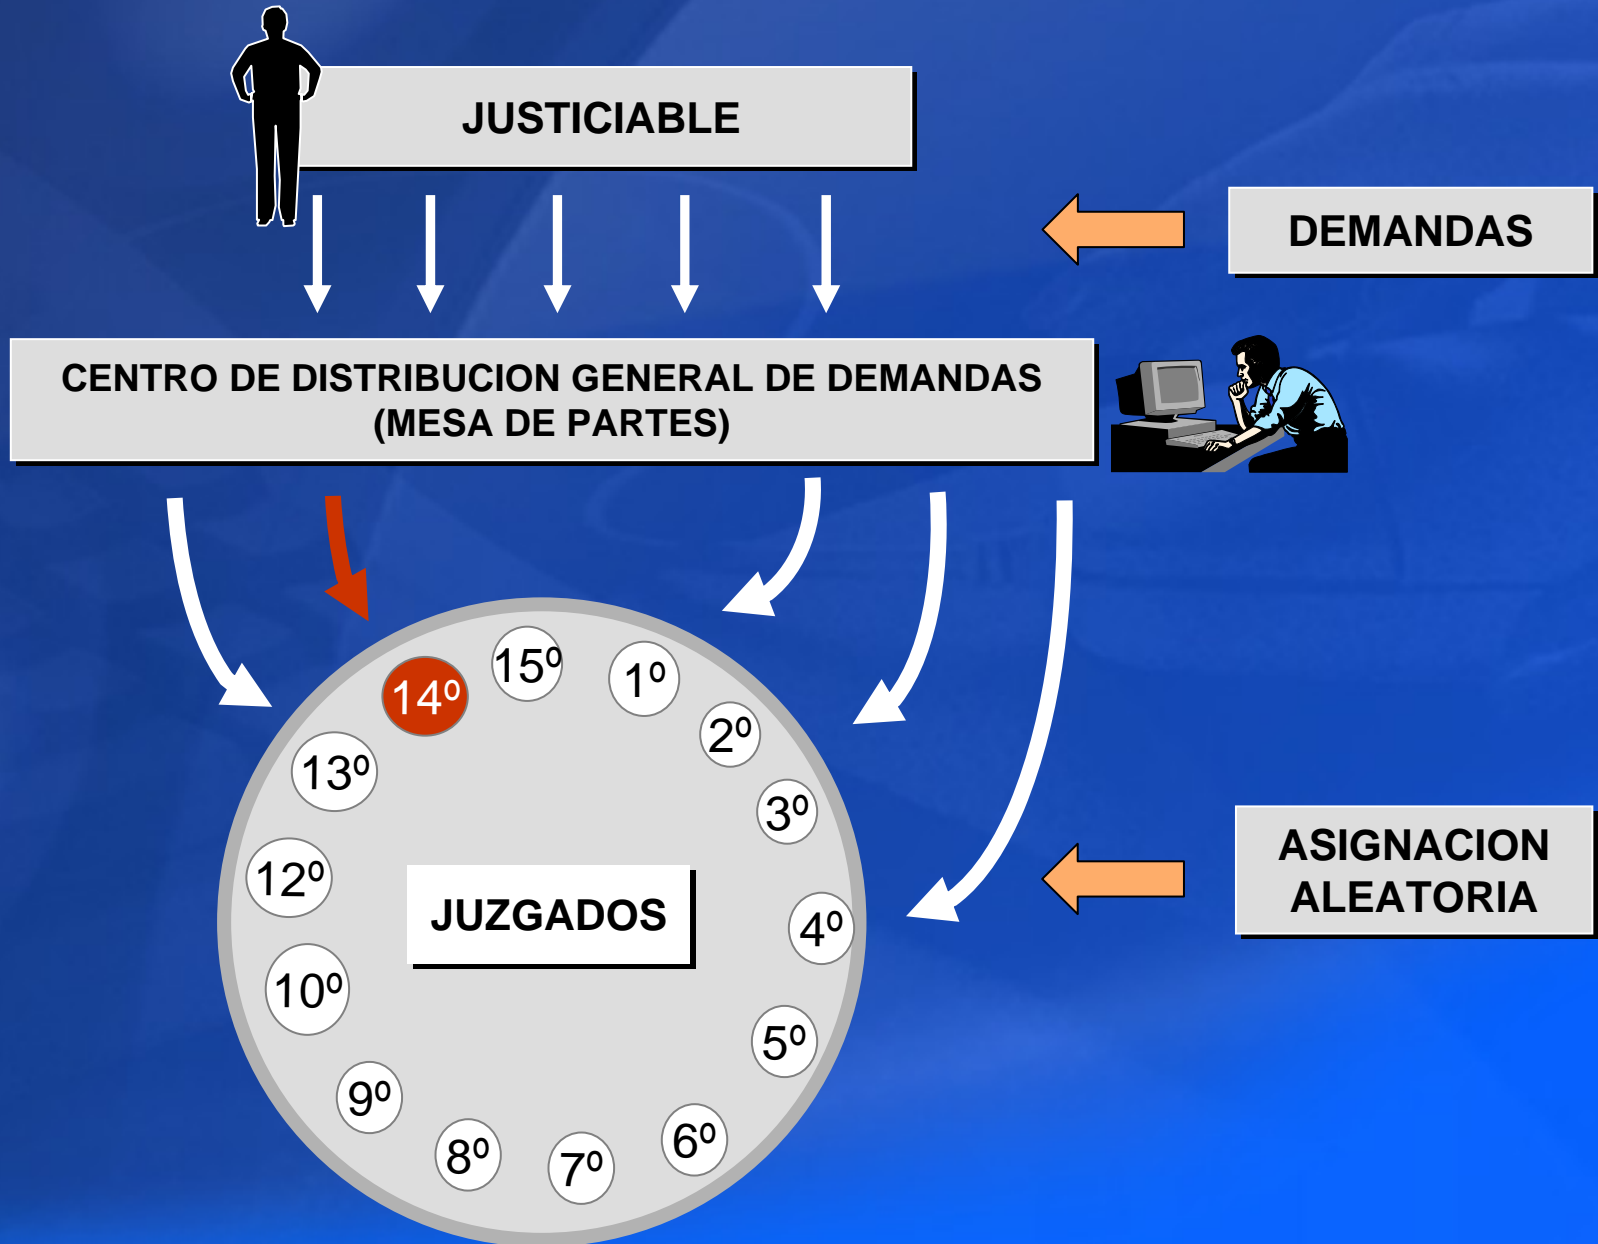 JUSTICIABLE
DEMANDAS
CENTRO DE DISTRIBUCION GENERAL DE DEMANDAS
(MESA DE PARTES)
15º
1º
14º
2º
13º
3º
12º
JUZGADOS
4º
ASIGNACION
ALEATORIA
10º
5º
9º
6º
8º
7º